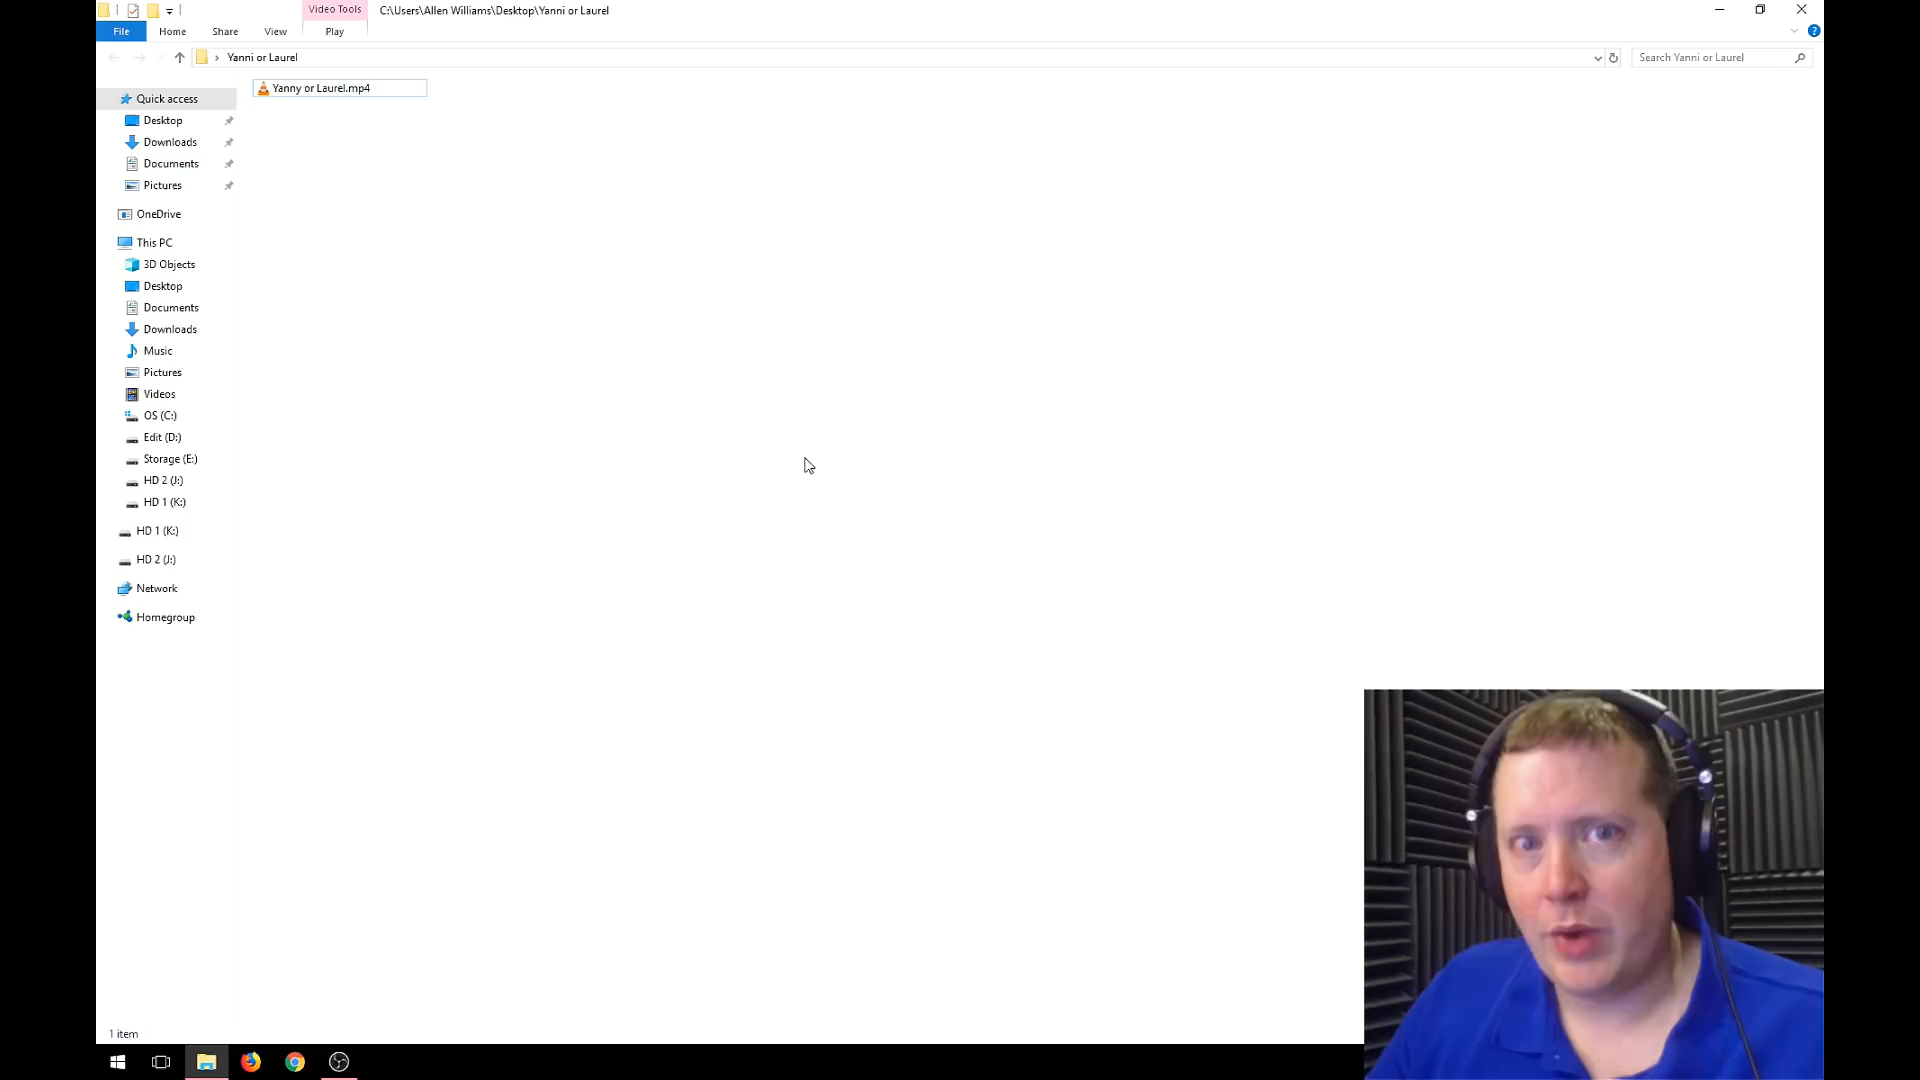 Video Tools
C:\Users\Allen Williams\Desktop\Yanni or Laurel
File
Home
Share
View
Play
Yanni or Laurel
Search Yanni or Laurel
Yanny or Laurel.mp4
Quick access
Desktop
Downloads
Documents
Pictures
OneDrive
This PC
3D Objects
Desktop
Documents
Downloads
Music
Pictures
Videos
OS (C:)
Edit (D:)
Storage (E:)
HD 2 (J:)
HD 1 (K:)
HD 1 (K:)
HD 2 (J:)
Network
Homegroup
1 item